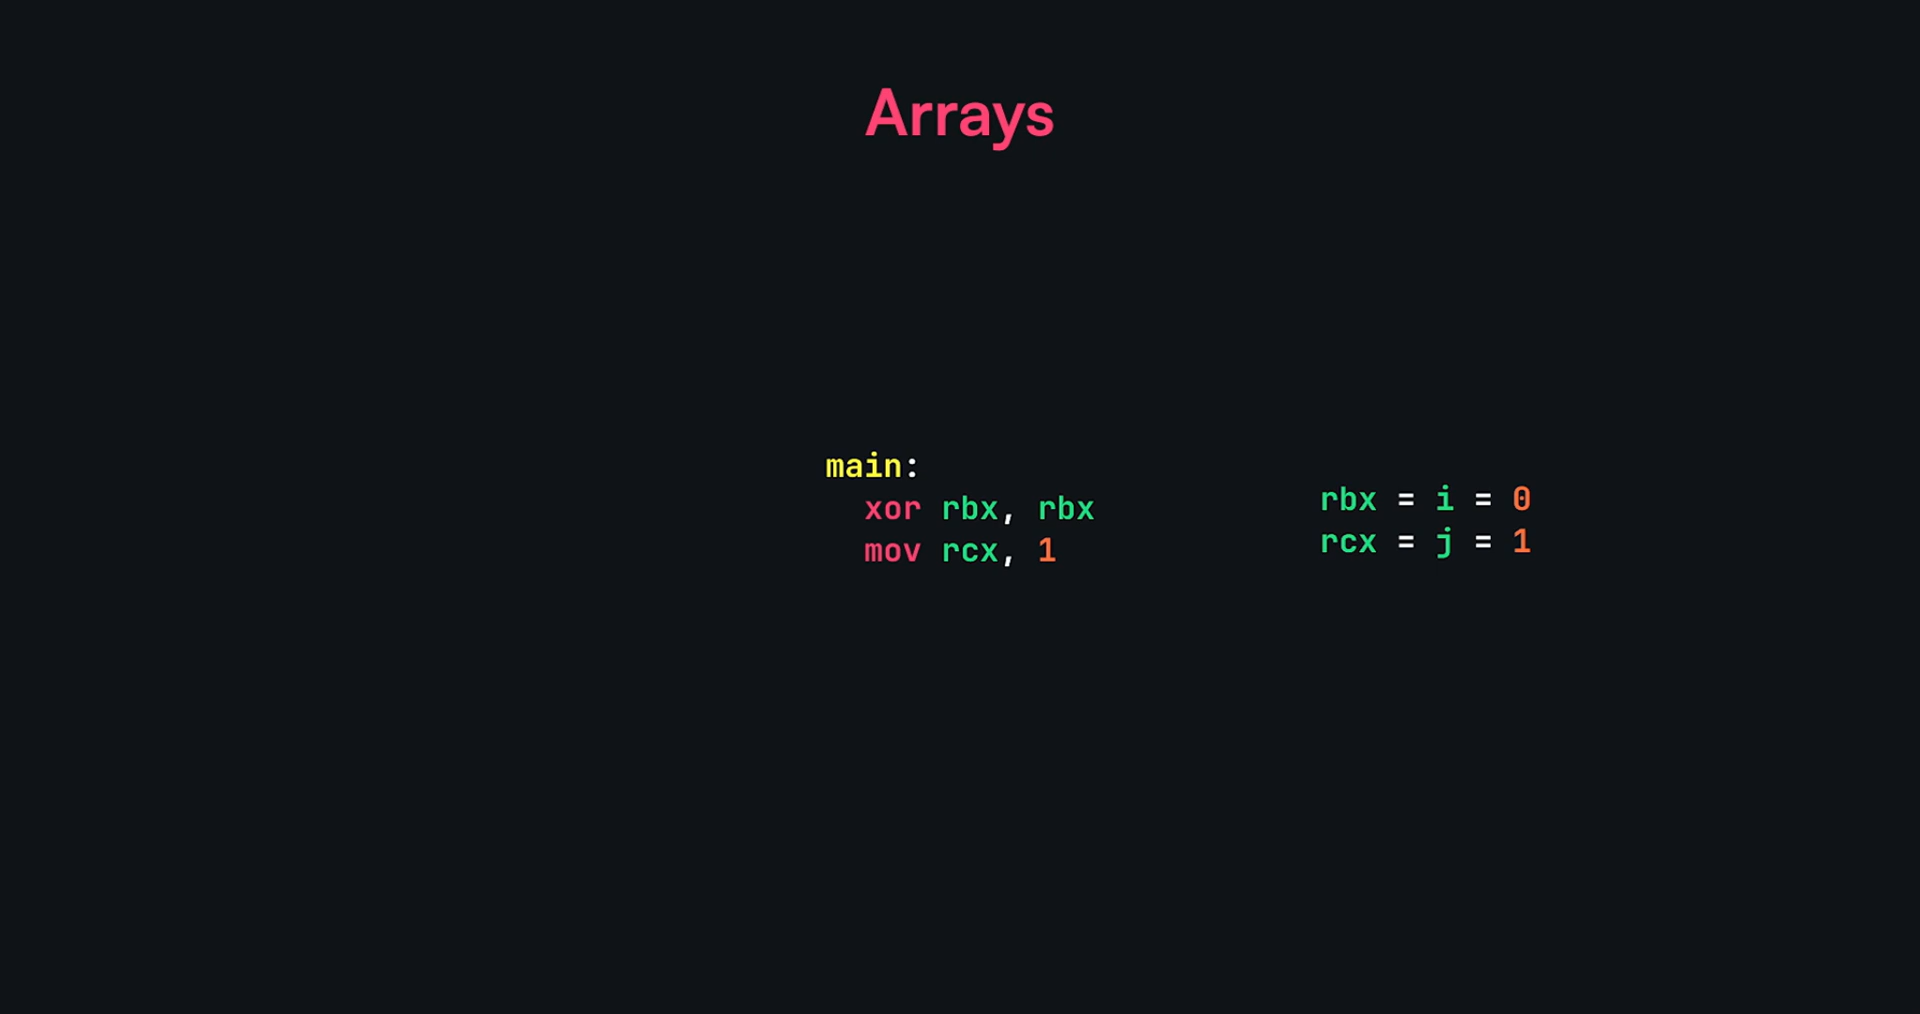 Arrays
main:
xor rbx, rbx
mov rcx, 1
rbx = i = 0
rcx = j = 1